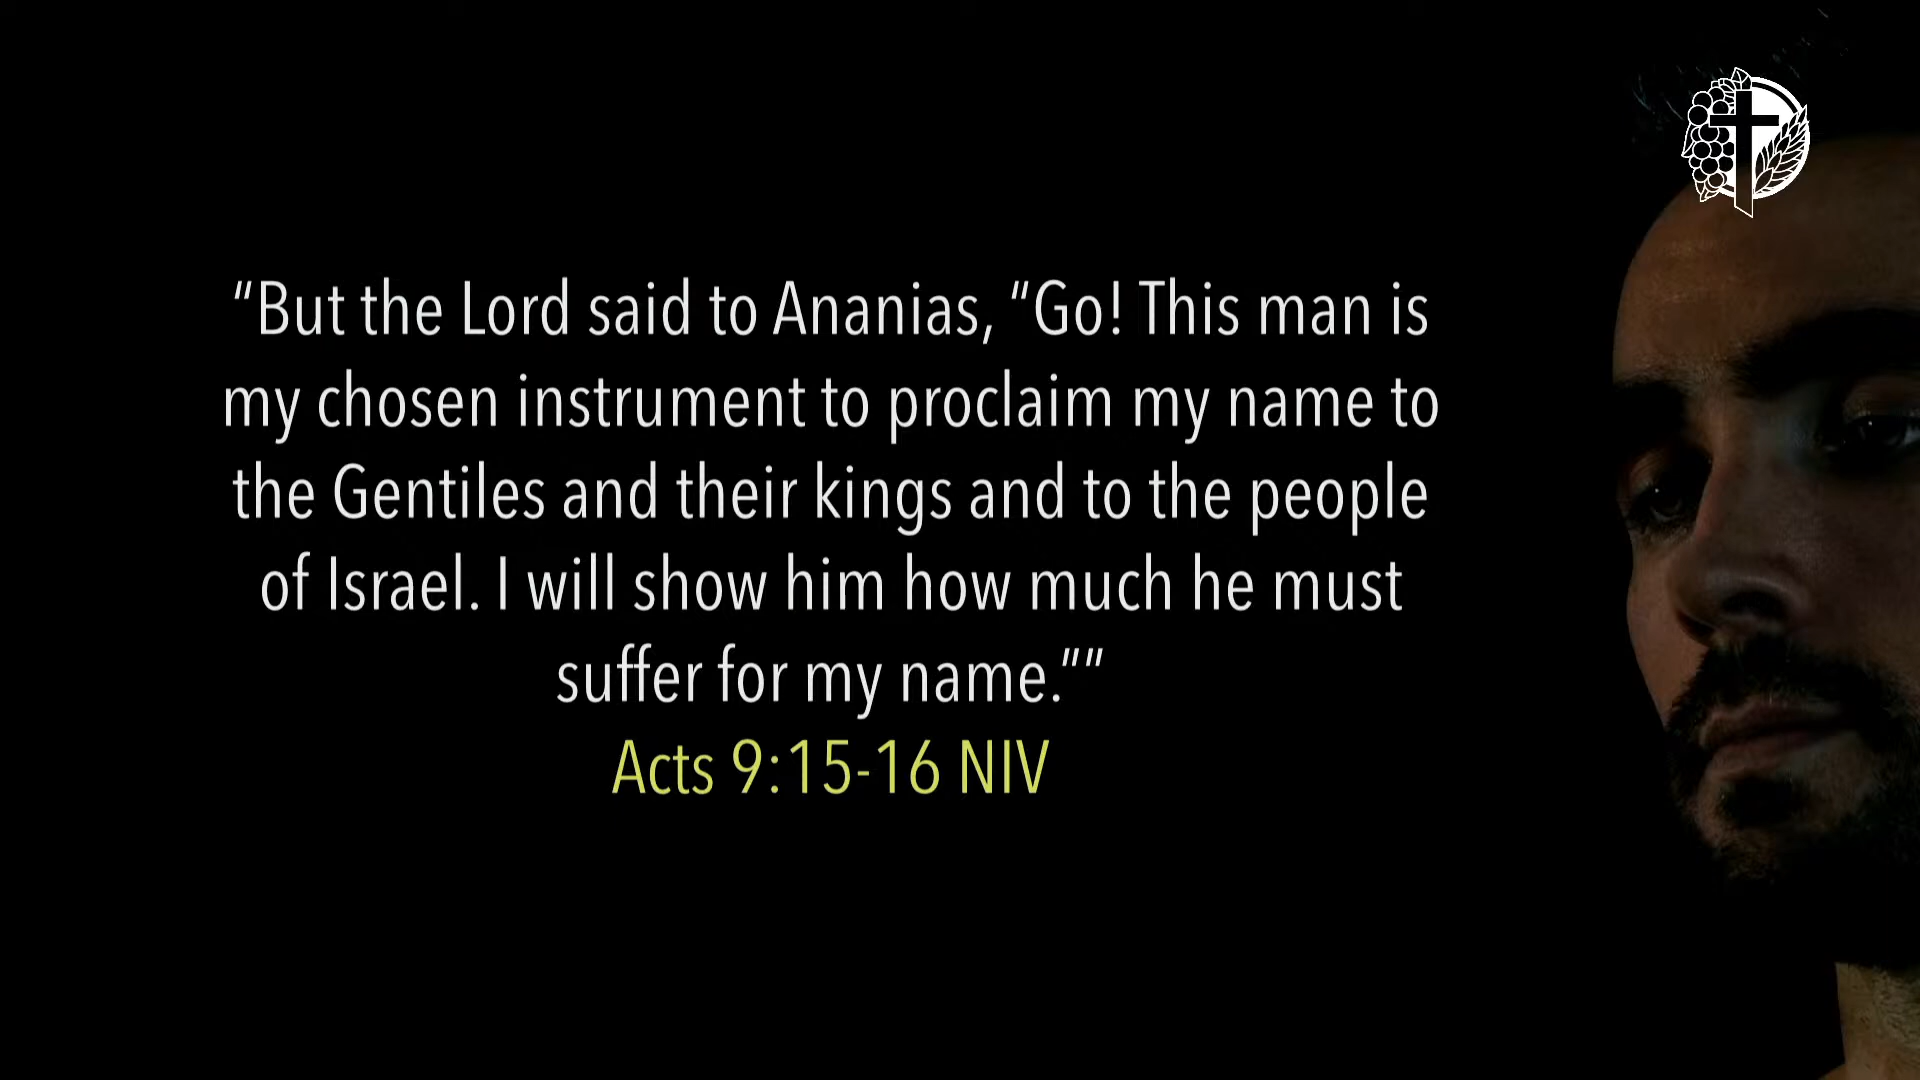 “But the Lord said to Ananias, “Go! This man is
my chosen instrument to proclaim my name to
the Gentiles and their kings and to the people
of Israel. I will show him how much he must
suffer for my name.””
Acts 9:15-16 NIV